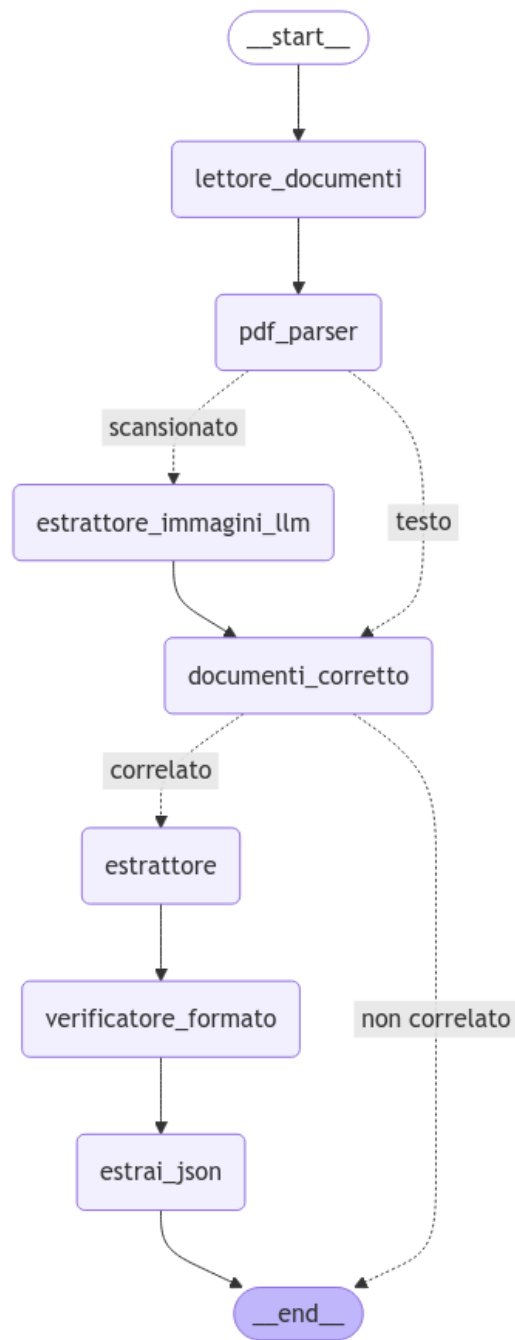 __start__
lettore_documenti
pdf_parser
scansionato
estrattore_immagini_llm
testo
documenti_corretto
correlato
estrattore
verificatore_formato
non correlato
estrai_json
__end__